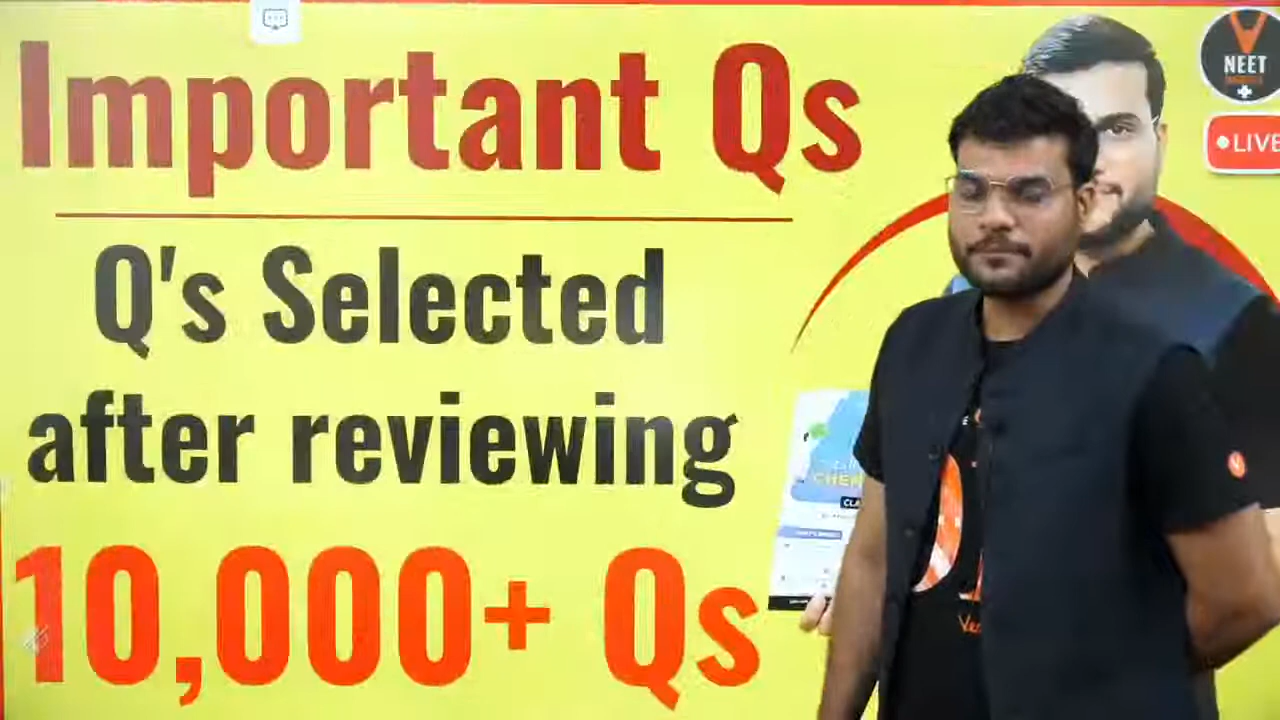 Important Qs
Q's Selected
after reviewing
10,000+ Qs
NEET
LIVE